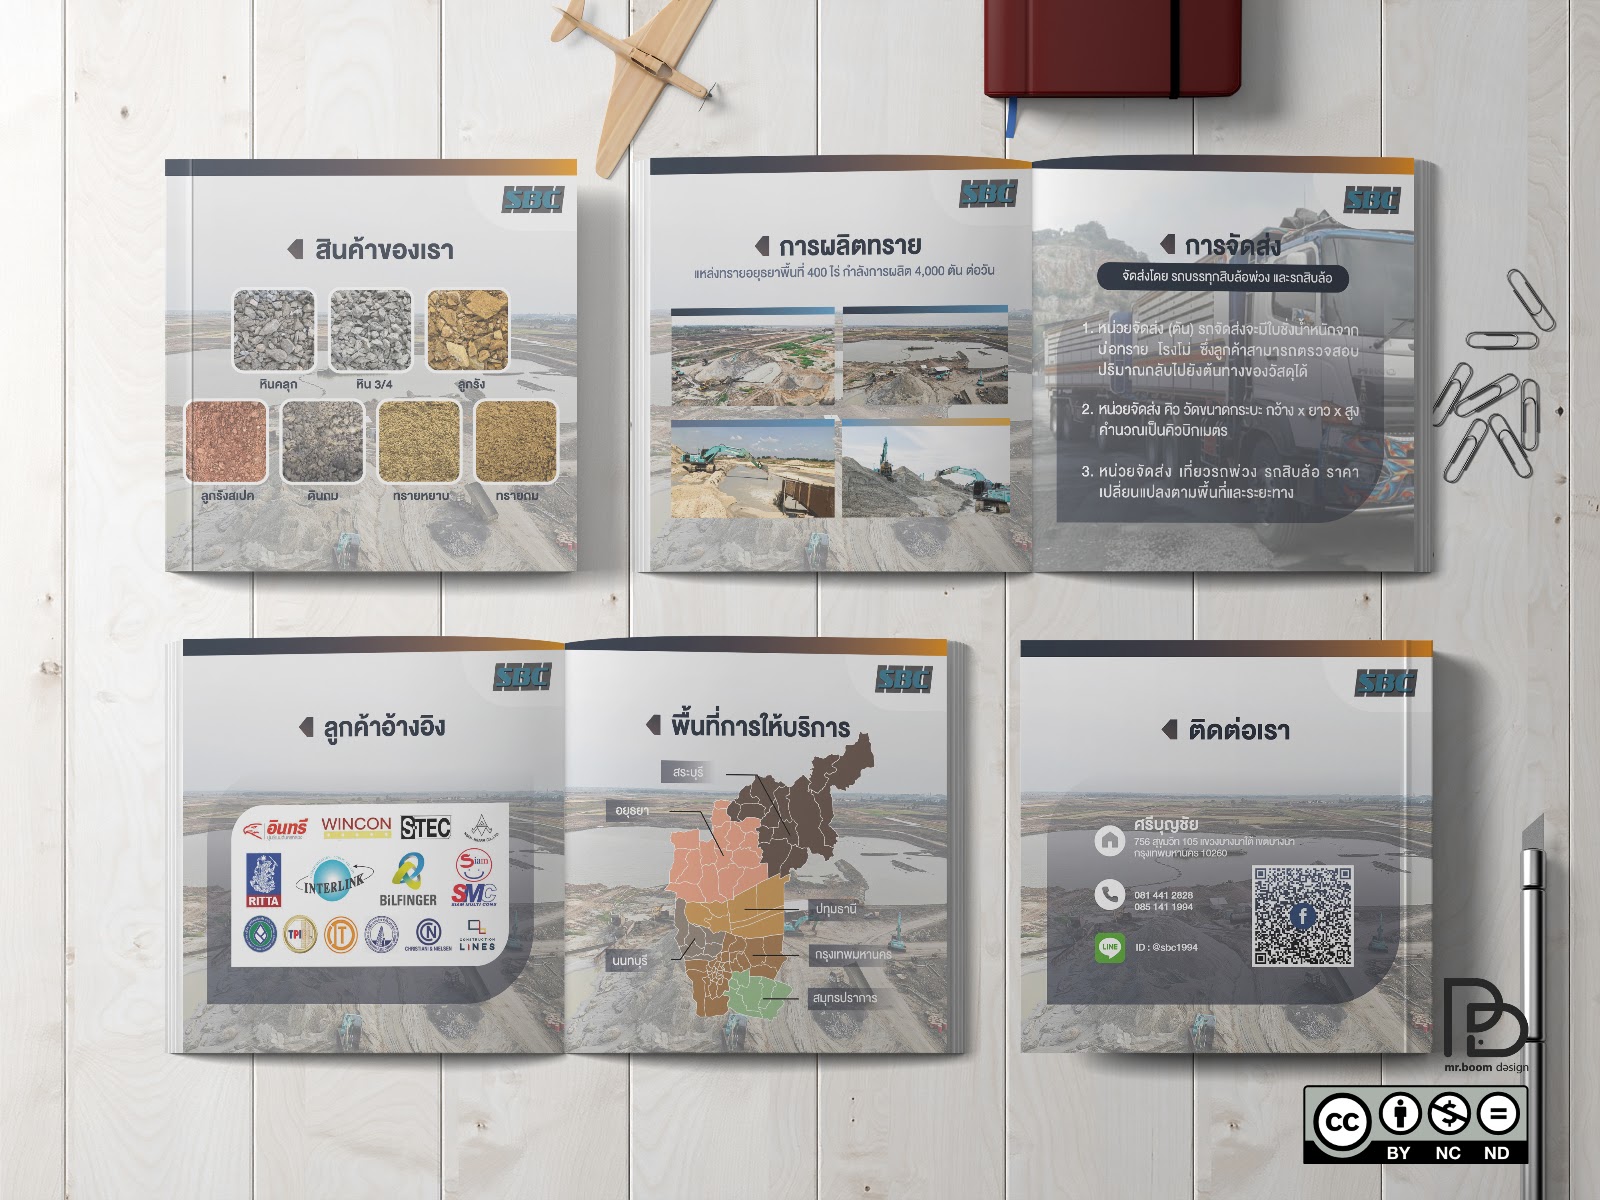 SBC
สินค้าของเรา
หินคลุก
หิน 3/4
ลูกรัง
ลูกรังสเปค
ดินถม
ทรายหยาบ
ทรายถม
SBC
การผลิตทราย
แหล่งทรายอยุธยาพื้นที่ 400 ไร่ กำลังการผลิต 4,000 ตัน ต่อวัน
SBC
การจัดส่ง
จัดส่งโดย รถบรรทุกสิบล้อพ่วง และรถสิบล้อ
1. หน่วยจัดส่ง (ตัน) รถจัดส่งจะมีใบชั่งน้ำหนักจาก
บ่อทราย โรงโม่ ซึ่งลูกค้าสามารถตรวจสอบ
ปริมาณกลับไปยังต้นทางของวัสดุได้
2. หน่วยจัดส่ง คิว วัดขนาดกระบะ กว้าง x ยาว x สูง
คำนวณเป็นคิวบิกเมตร
3. หน่วยจัดส่ง เที่ยวรถพ่วง รถสิบล้อ ราคา
เปลี่ยนแปลงตามพื้นที่และระยะทาง
SBC
ลูกค้าอ้างอิง
อินทรี
WINCON
S-TEC
RITTA
INTERLINK
BILFINGER
Siam
SMC
SIAM MULTI CONS
TPI
IT
CN
CHRISTIANI & NIELSEN
CONSTRUCTION
LINES
SBC
พื้นที่การให้บริการ
สระบุรี
อยุธยา
ปทุมธานี
นนทบุรี
กรุงเทพมหานคร
สมุทรปราการ
SBC
ติดต่อเรา
ศรีบุญชัย
756 สุขุมวิท 105 แขวงบางนาใต้ เขตบางนา
กรุงเทพมหานคร 10260
081 441 2828
085 141 1994
LINE
ID : @sbc1994
f
mr.boom design
cc
BY NC ND